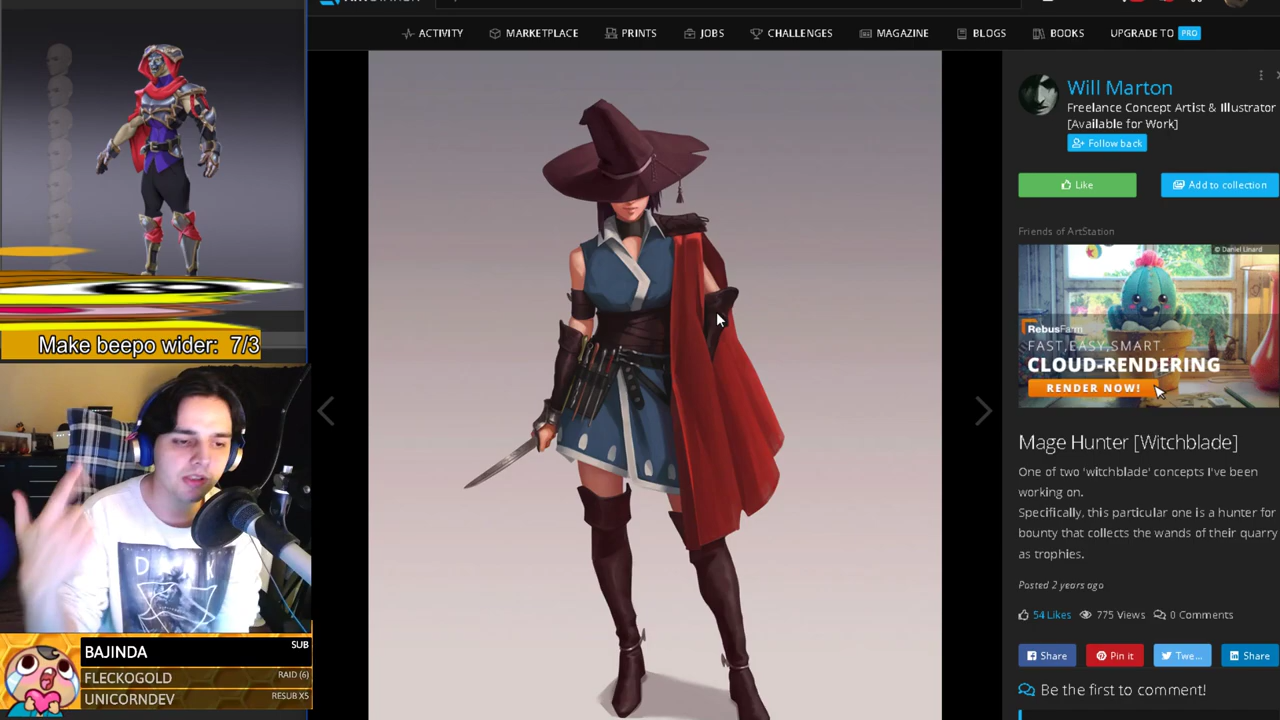 ACTIVITY MARKETPLACE PRINTS JOBS CHALLENGES MAGAZINE BLOGS BOOKS UPGRADE TO PRO
Will Marton
Freelance Concept Artist & Illustrator
[Available for Work]
Follow back
Like Add to collection
Friends of ArtStation
© Daniel Linard
RebusFarm
FAST,EASY,SMART.
CLOUD-RENDERING
RENDER NOW!
Mage Hunter [Witchblade]
One of two 'witchblade' concepts I've been
working on.
Specifically, this particular one is a hunter for
bounty that collects the wands of their quarry
as trophies.
Posted 2 years ago
54 Likes 775 Views 0 Comments
Share Pin it Twe... Share
Be the first to comment!
Make beepo wider: 7/3
BAJINDA SUB
FLECKOGOLD RAID (6)
UNICORNDEV RESUB X5